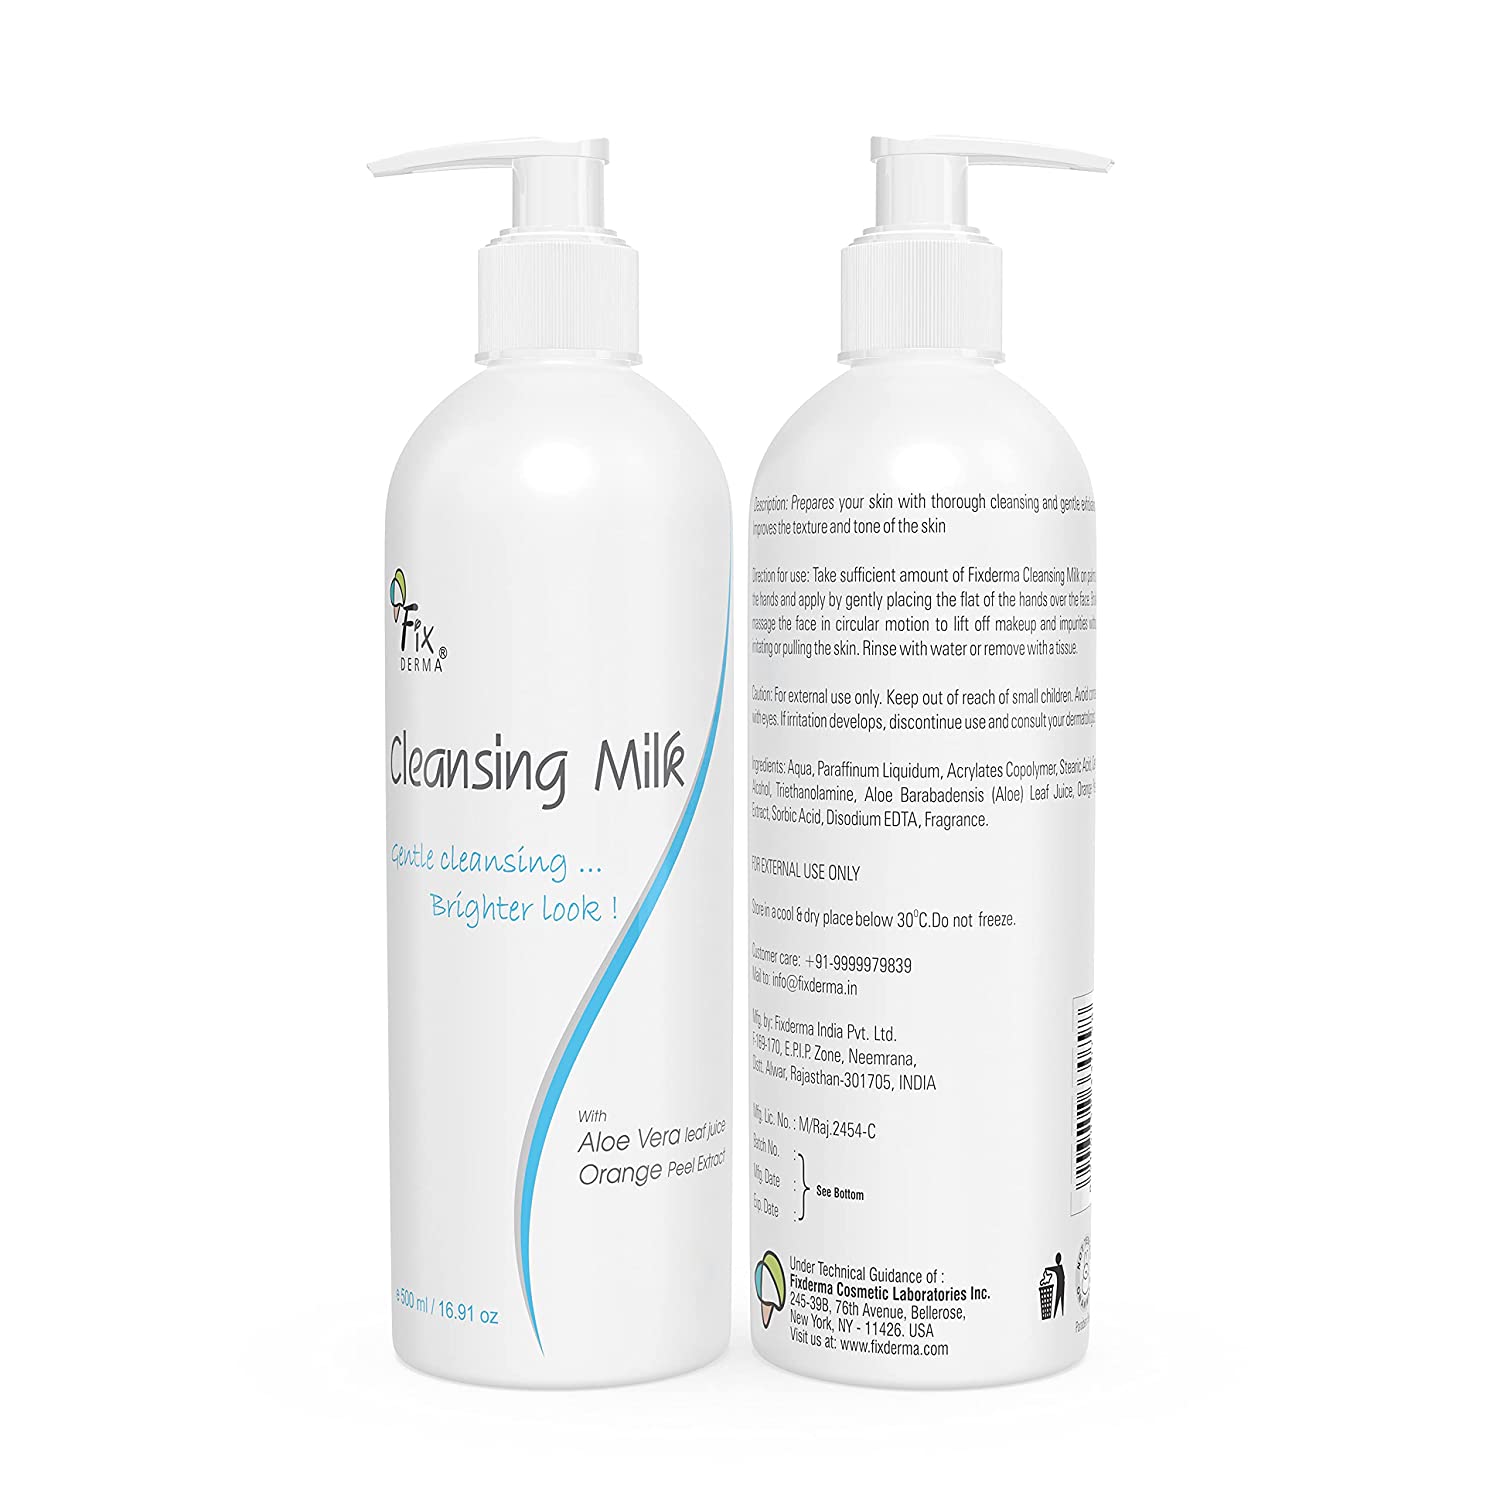 Fix
DERMA®
Cleansing Milk
Gentle cleansing ...
Brighter look !
With
Aloe Vera leaf juice
Orange Peel Extract
e 500 ml / 16.91 oz
Description: Prepares your skin with thorough cleansing and gentle
Improves the texture and tone of the skin
Direction for use: Take sufficient amount of Fixderma Cleansing Milk on
the hands and apply by gently placing the flat of the hands over the face.
massage the face in circular motion to lift off makeup and impurities
irritating or pulling the skin. Rinse with water or remove with a tissue.
Caution: For external use only. Keep out of reach of small children. Avoid
with eyes. If irritation develops, discontinue use and consult your dermatologist
Ingredients: Aqua, Paraffinum Liquidum, Acrylates Copolymer, Stearic Acid,
Alcohol, Triethanolamine, Aloe Barabadensis (Aloe) Leaf Juice, Orange
Extract, Sorbic Acid, Disodium EDTA, Fragrance.
FOR EXTERNAL USE ONLY
Store in a cool & dry place below 30°C.Do not freeze.
Customer care: +91-9999979839
Mail to: info@fixderma.in
Mfg. by: Fixderma India Pvt. Ltd.
F-169-170, E.P.I.P. Zone, Neemrana,
Distt. Alwar, Rajasthan-301705, INDIA
Mfg. Lic. No. : M/Raj.2454-C
Batch No. :
Mfg. Date :
See Bottom
Exp. Date :
Under Technical Guidance of :
Fixderma Cosmetic Laboratories Inc.
245-39B, 76th Avenue, Bellerose,
New York, NY - 11426. USA
Visit us at: www.fixderma.com